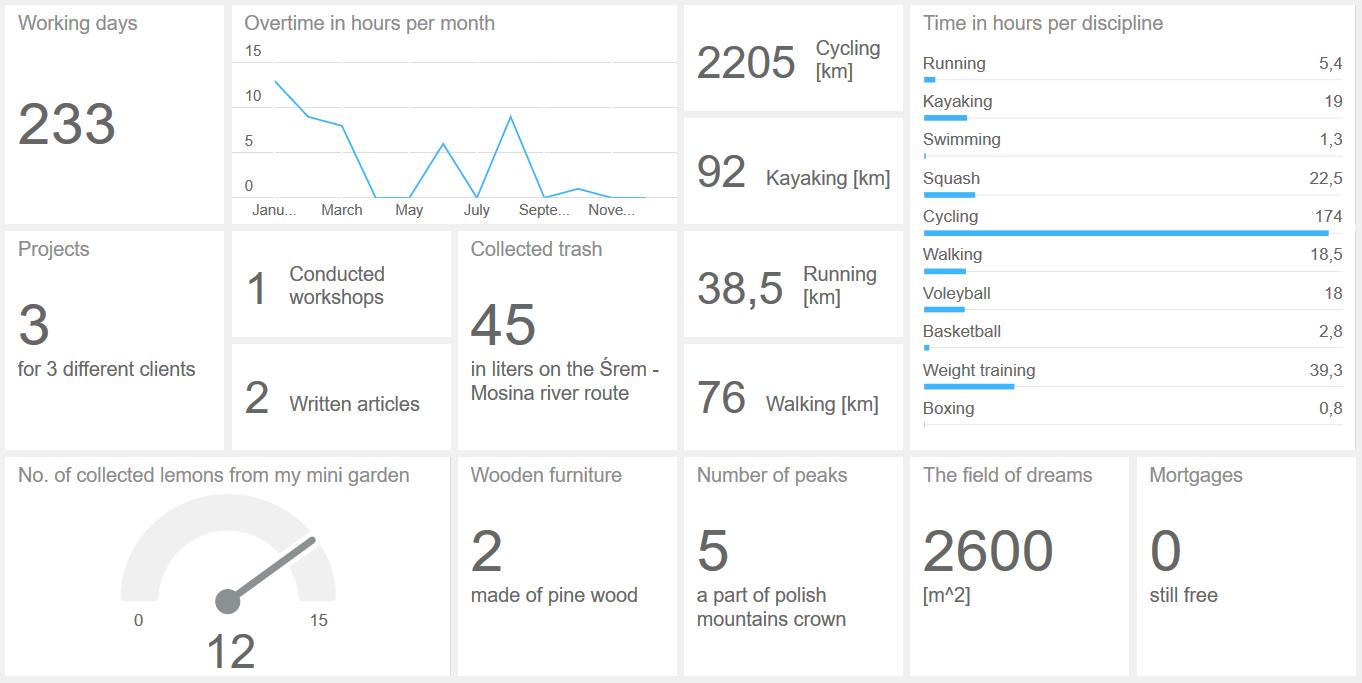 Working days
233
Overtime in hours per month
15
10
5
0
Janu...
March
May
July
Septe...
Nove...
2205
Cycling
[km]
92
Kayaking [km]
Time in hours per discipline
Running
5,4
Kayaking
19
Swimming
1,3
Squash
22,5
Cycling
174
Walking
18,5
Voleyball
18
Basketball
2,8
Weight training
39,3
Boxing
0,8
Projects
3
for 3 different clients
1
Conducted
workshops
2
Written articles
Collected trash
45
in liters on the Śrem -
Mosina river route
38,5
Running
[km]
76
Walking [km]
No. of collected lemons from my mini garden
0
15
12
Wooden furniture
2
made of pine wood
Number of peaks
5
a part of polish
mountains crown
The field of dreams
2600
[m^2]
Mortgages
0
still free